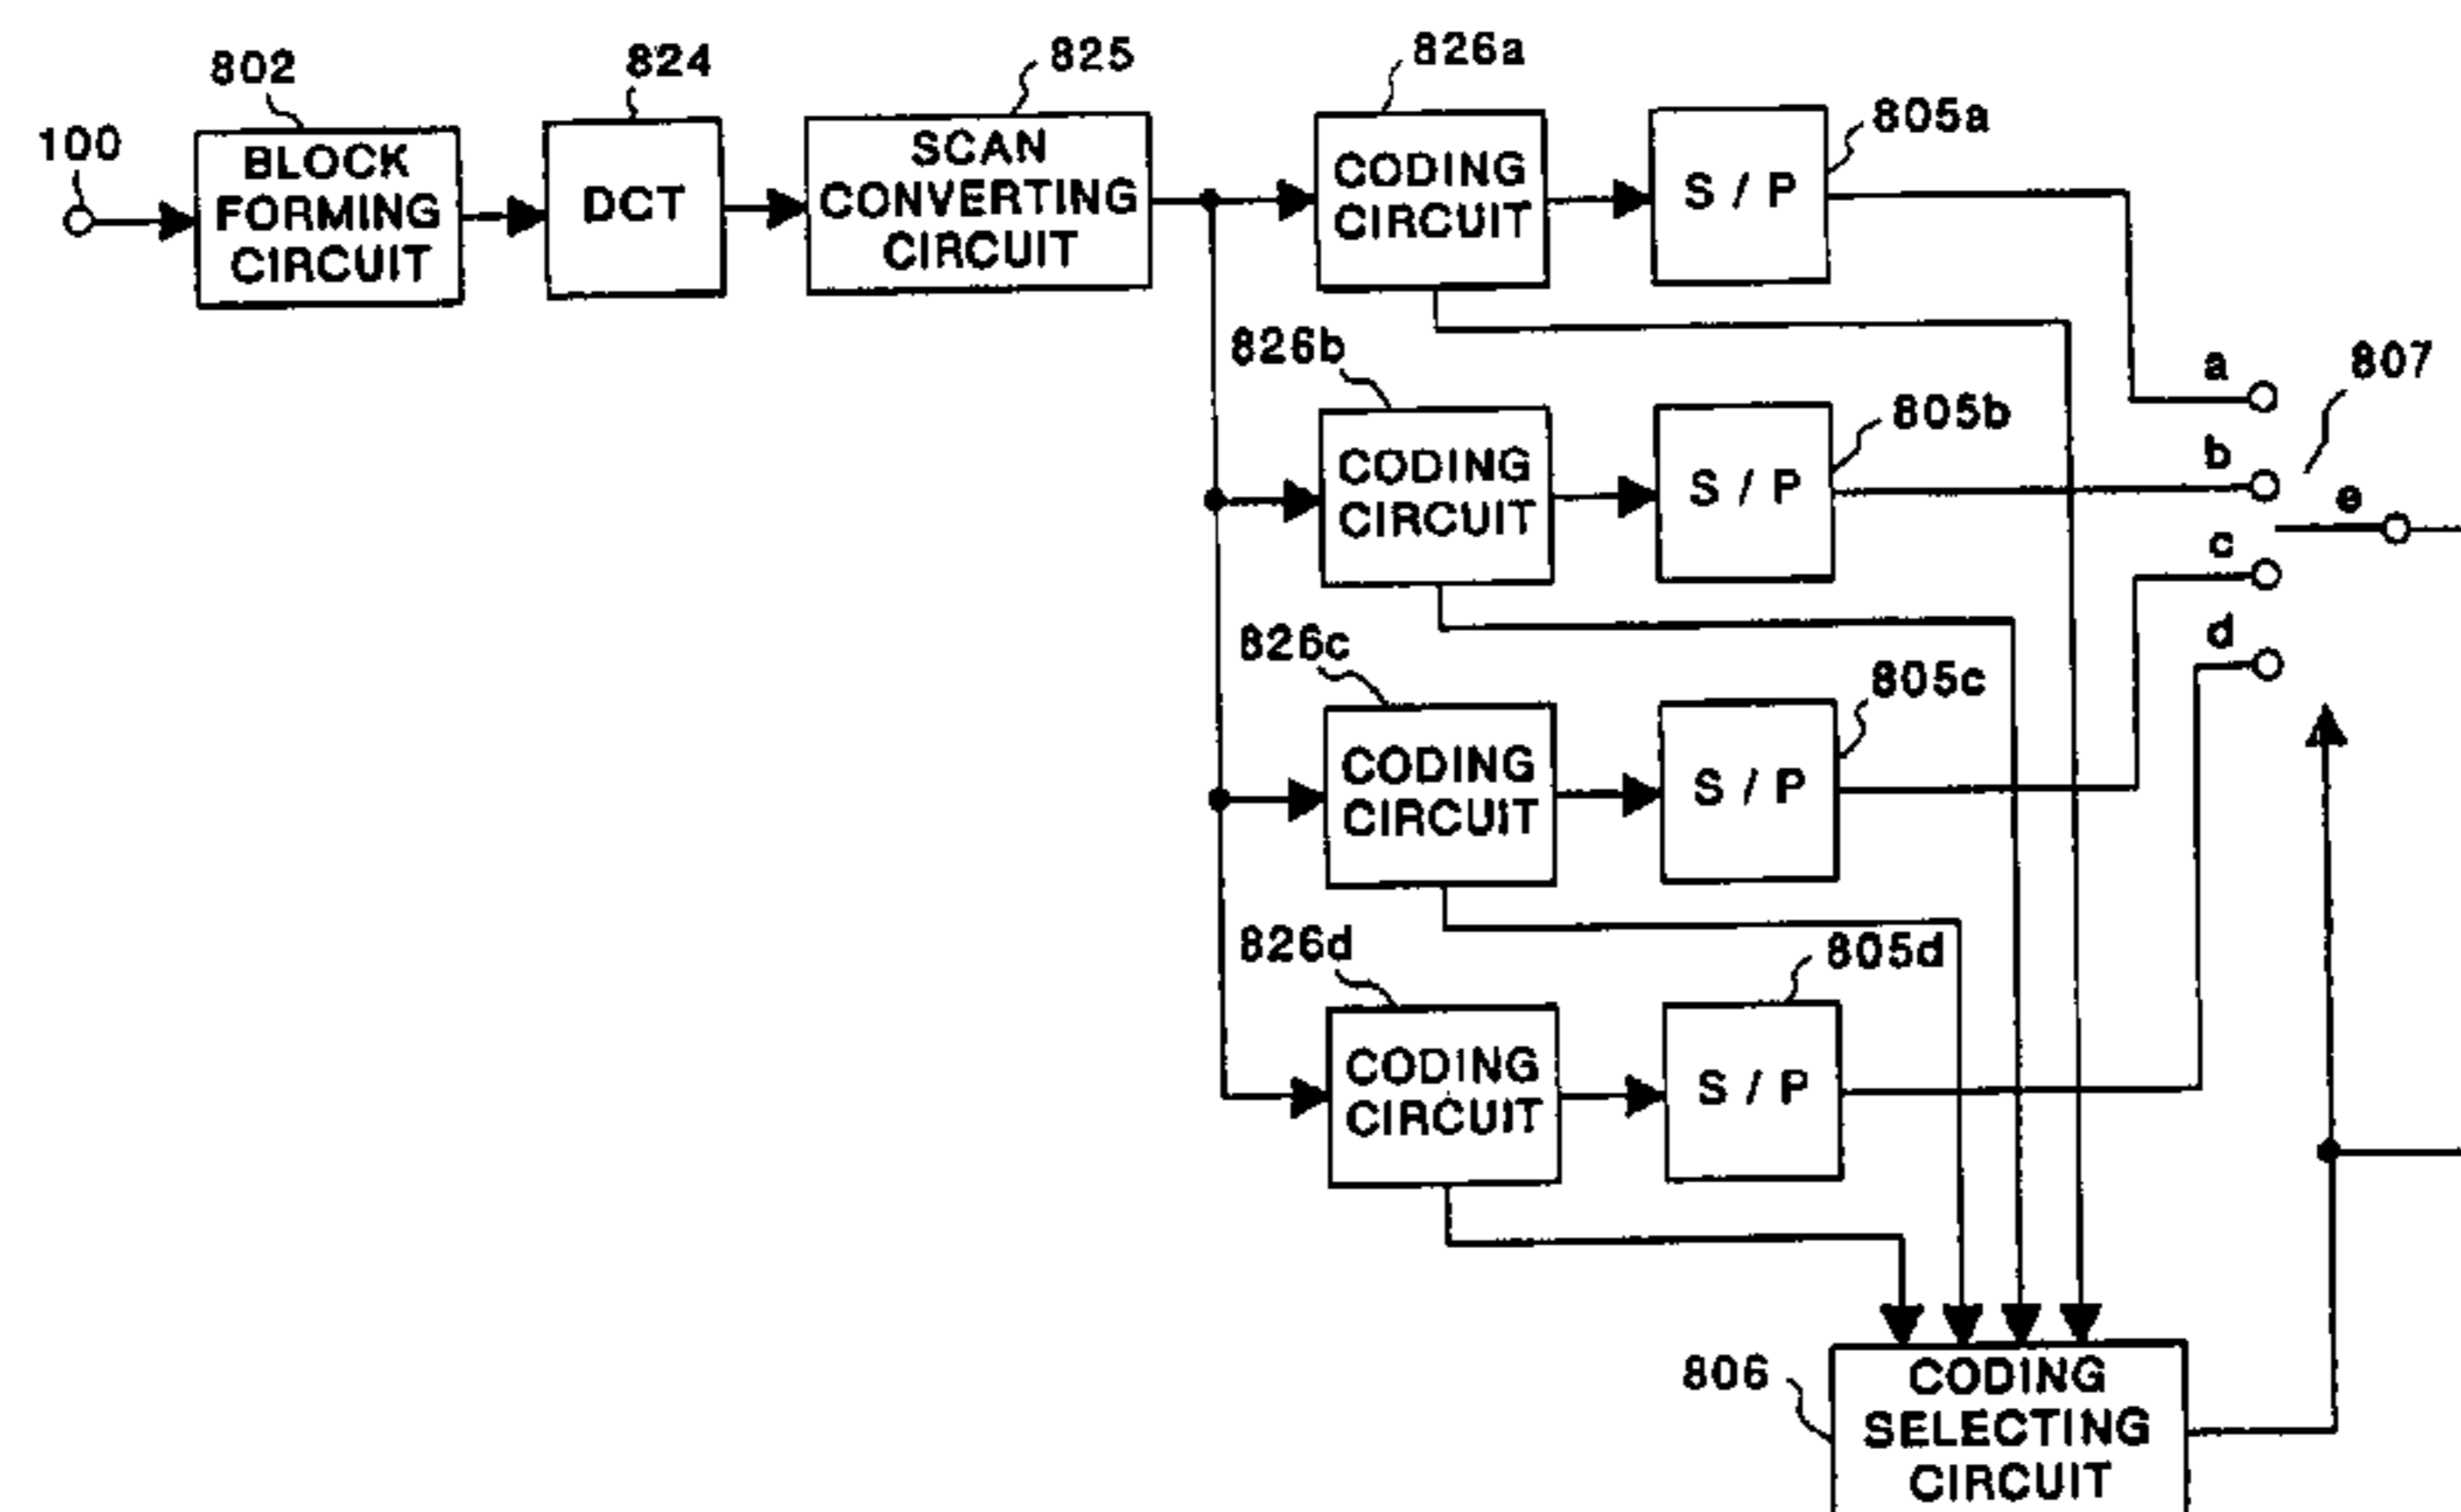 100
802
BLOCK
FORMING
CIRCUIT
824
DCT
825
SCAN
CONVERTING
CIRCUIT
826a
CODING
CIRCUIT
805a
S / P
826b
CODING
CIRCUIT
805b
S / P
826c
CODING
CIRCUIT
805c
S / P
826d
CODING
CIRCUIT
805d
S / P
a
b
c
d
e
807
806
CODING
SELECTING
CIRCUIT